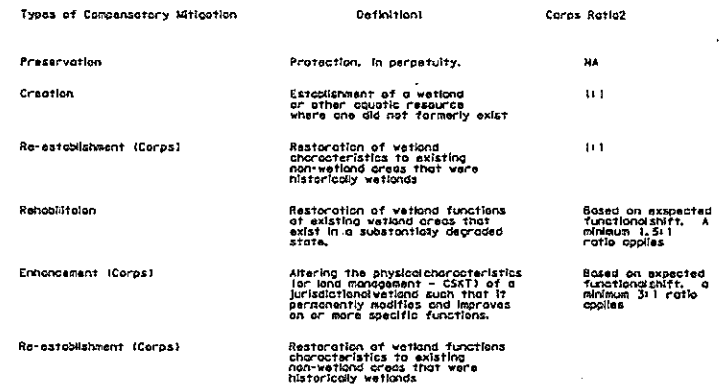 Types of Compensatory Mitigation Definition1 Corps Ratio2
Preservation Protection, in perpetuity. NA
Creation Establishment of a wetland 1:1
or other aquatic resource
where one did not formerly exist
Re-establishment (Corps) Restoration of wetland 1:1
characteristics to existing
non-wetland areas that were
historically wetlands
Rehabilitaion Restoration of wetland functions Based on exspected
of existing wetland areas that functional shift. A
exist in a substantialy degraded minimum 1.5:1
state. ratio applies
Enhancement (Corps) Altering the physical characteristics Based on expected
(or land management - CSKT) of a functional shift. a
jurisdictional wetland such that it minimum 3:1 ratio
permanently modifies and improves applies
on or more specific functions.
Re-establishment (Corps) Restoration of wetland functions
characteristics to existing
non-wetland areas that were
historically wetlands